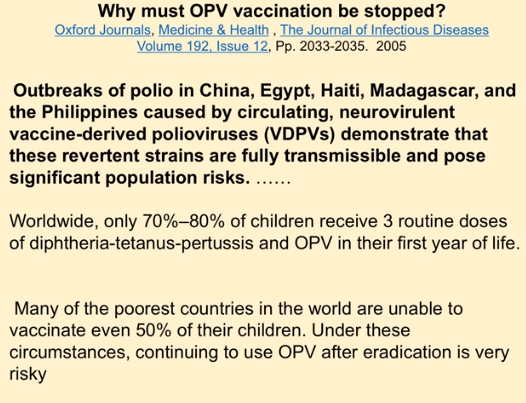 Why must OPV vaccination be stopped?
Oxford Journals, Medicine & Health , The Journal of Infectious Diseases
Volume 192, Issue 12, Pp. 2033-2035.  2005
Outbreaks of polio in China, Egypt, Haiti, Madagascar, and
the Philippines caused by circulating, neurovirulent
vaccine-derived polioviruses (VDPVs) demonstrate that
these revertent strains are fully transmissible and pose
significant population risks. ……
Worldwide, only 70%–80% of children receive 3 routine doses
of diphtheria-tetanus-pertussis and OPV in their first year of life.
Many of the poorest countries in the world are unable to
vaccinate even 50% of their children. Under these
circumstances, continuing to use OPV after eradication is very
risky